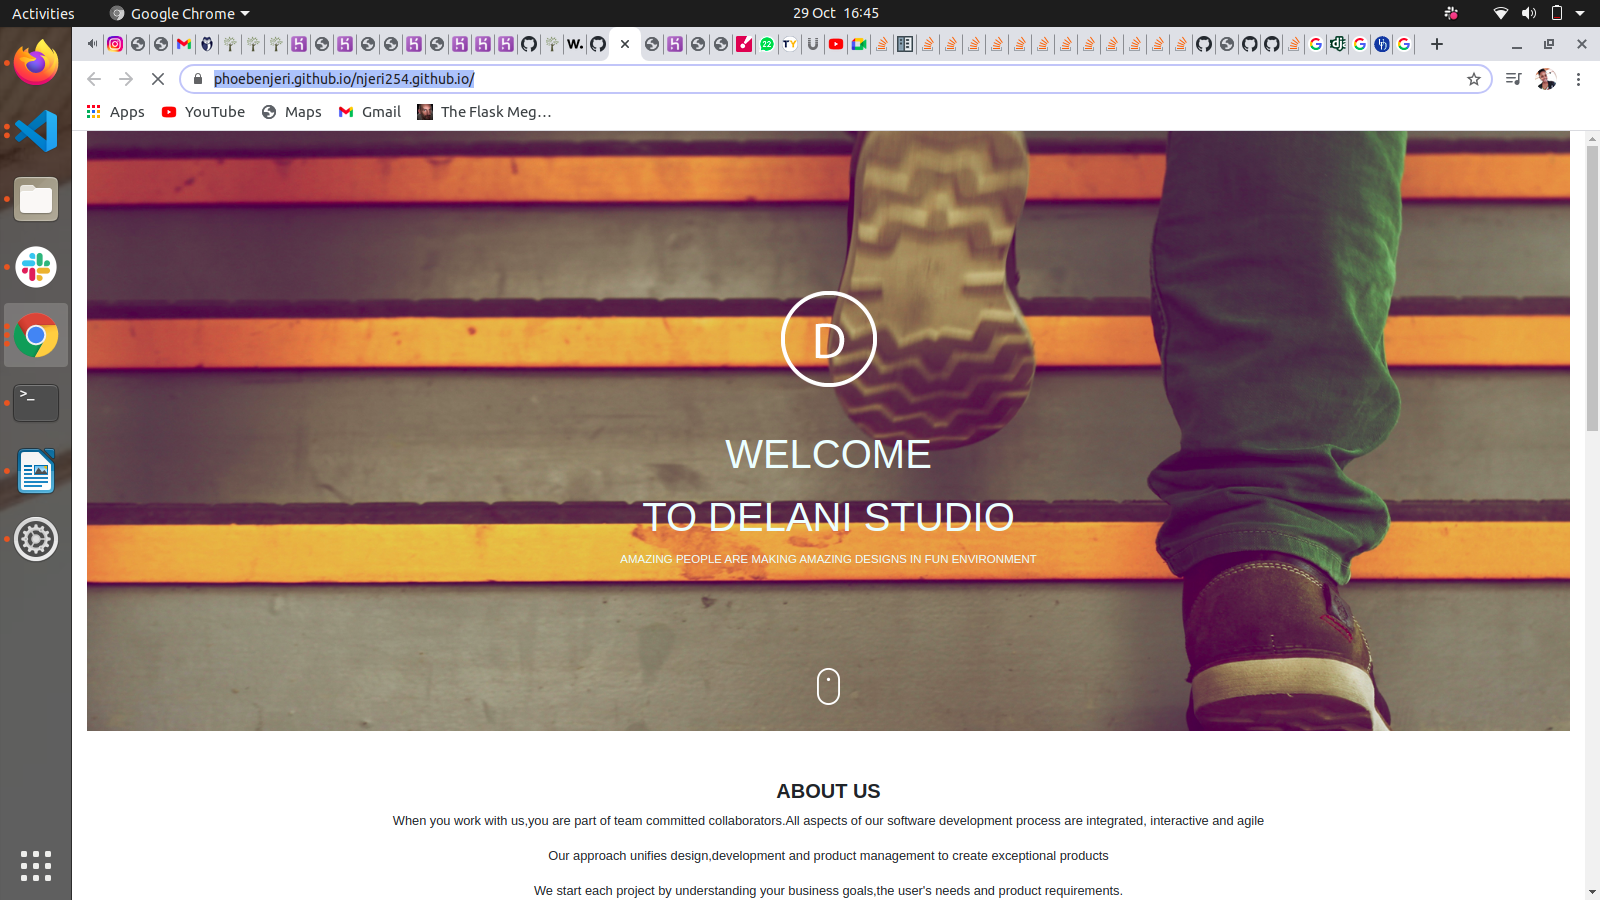 Activities
Google Chrome
29 Oct 16:45
W.
22
TY
phoebenjeri.github.io/njeri254.github.io/
Apps
YouTube
Maps
Gmail
The Flask Meg…
D
WELCOME
TO DELANI STUDIO
AMAZING PEOPLE ARE MAKING AMAZING DESIGNS IN FUN ENVIRONMENT
ABOUT US
When you work with us,you are part of team committed collaborators.All aspects of our software development process are integrated, interactive and agile
Our approach unifies design,development and product management to create exceptional products
We start each project by understanding your business goals,the user's needs and product requirements.